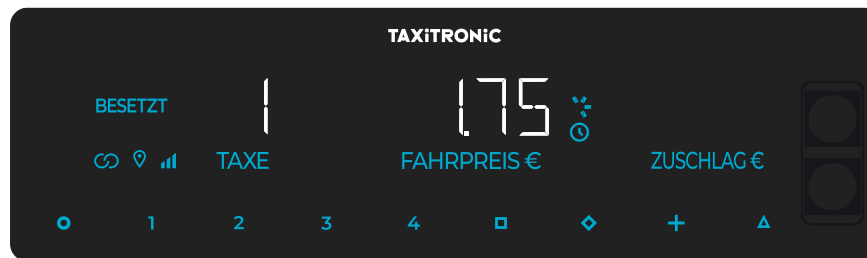 TAXiTRONiC
BESETZT 1 1.75
TAXE FAHRPREIS € ZUSCHLAG €
1 2 3 4